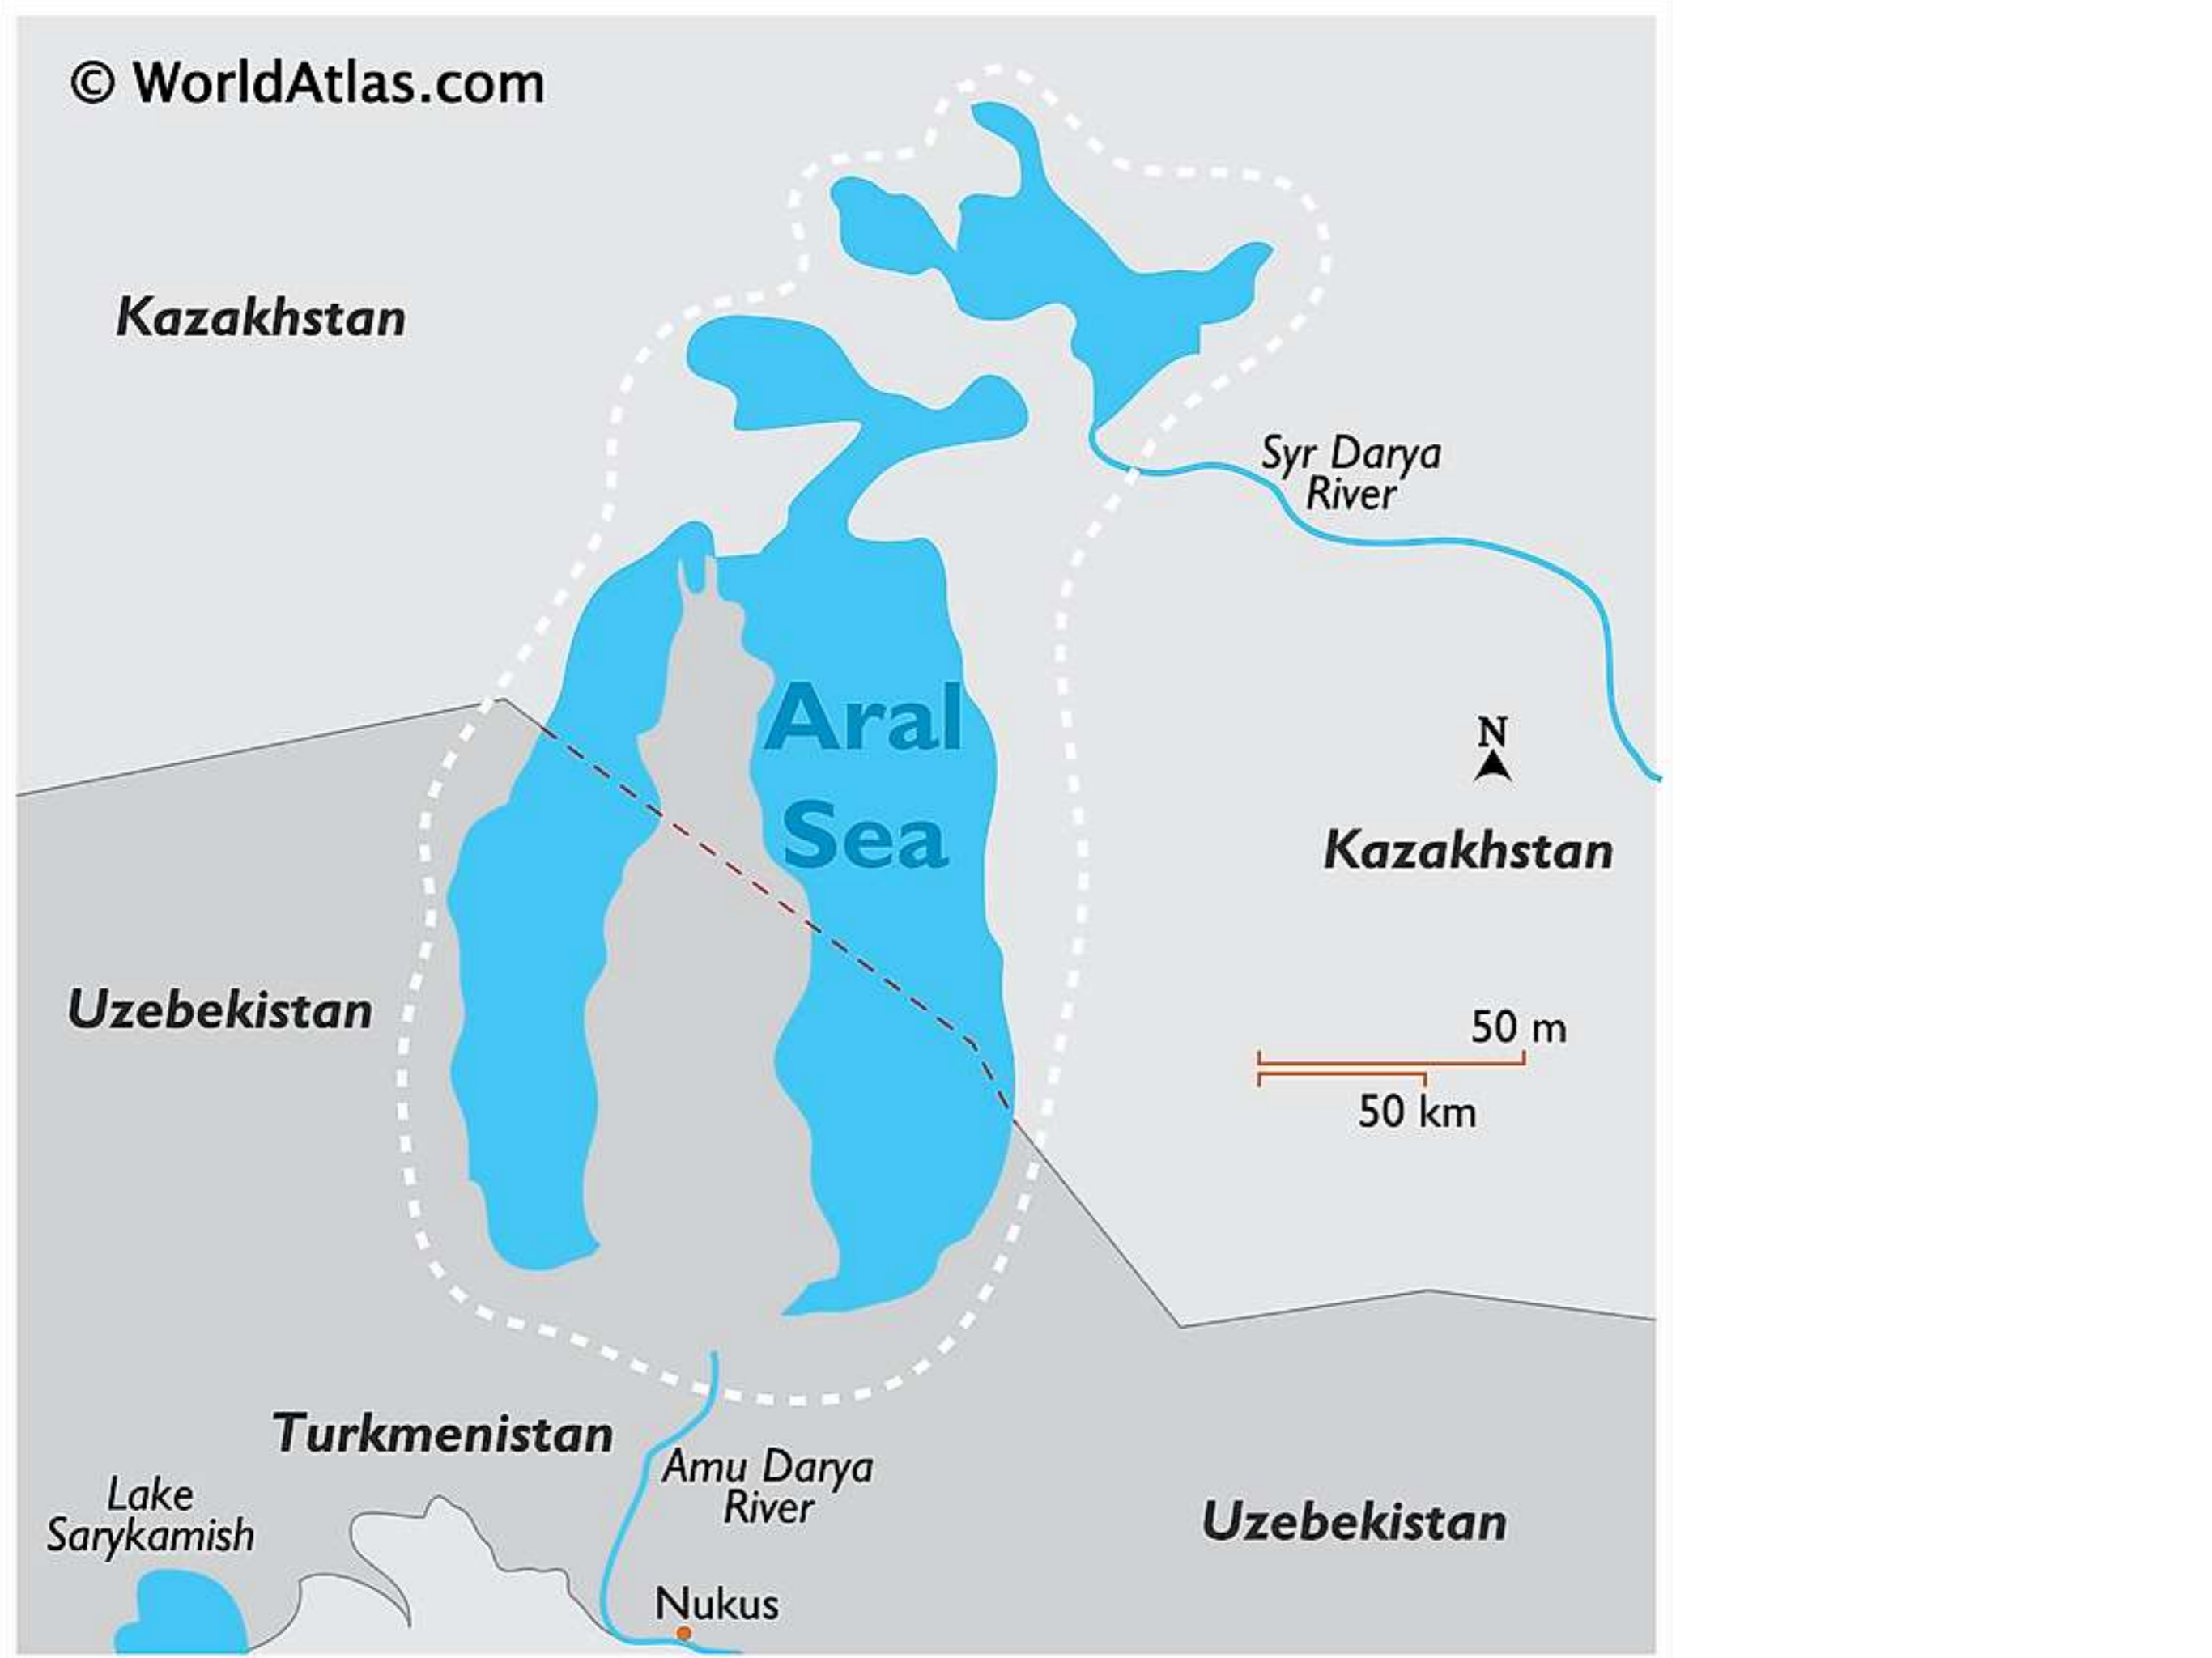 © WorldAtlas.com
Kazakhstan
Syr Darya
River
Aral
Sea
N
Kazakhstan
Uzebekistan
50 m
50 km
Turkmenistan
Amu Darya
River
Lake
Sarykamish
Uzebekistan
Nukus